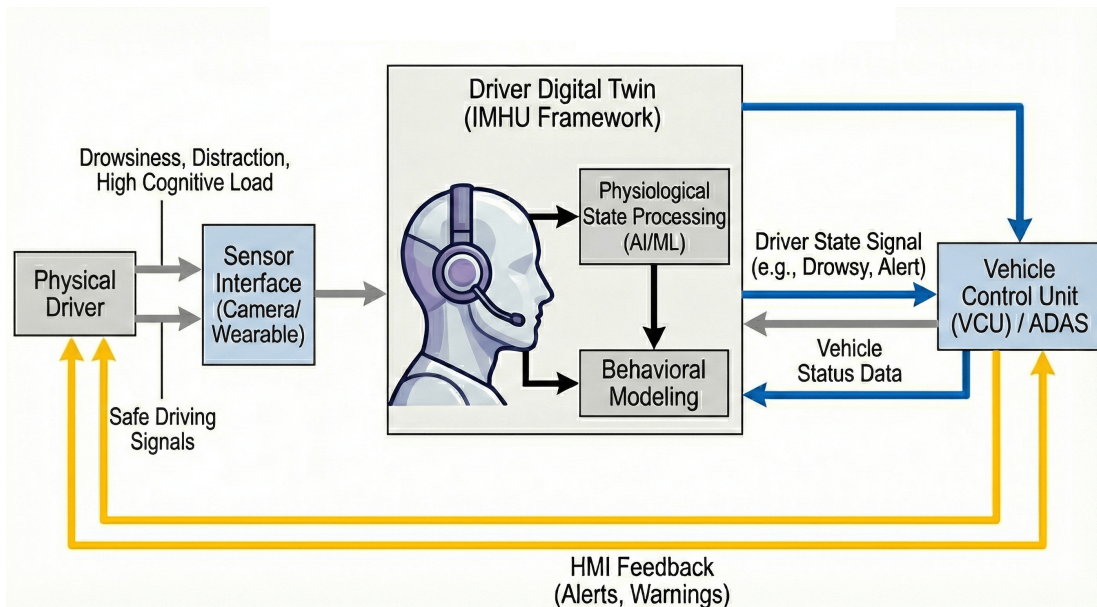 Driver Digital Twin
(IMHU Framework)
Drowsiness, Distraction,
High Cognitive Load
Physical
Driver
Sensor
Interface
(Camera/
Wearable)
Safe Driving
Signals
Physiological
State Processing
(AI/ML)
Behavioral
Modeling
Driver State Signal
(e.g., Drowsy, Alert)
Vehicle
Status Data
Vehicle
Control Unit
(VCU) / ADAS
HMI Feedback
(Alerts, Warnings)